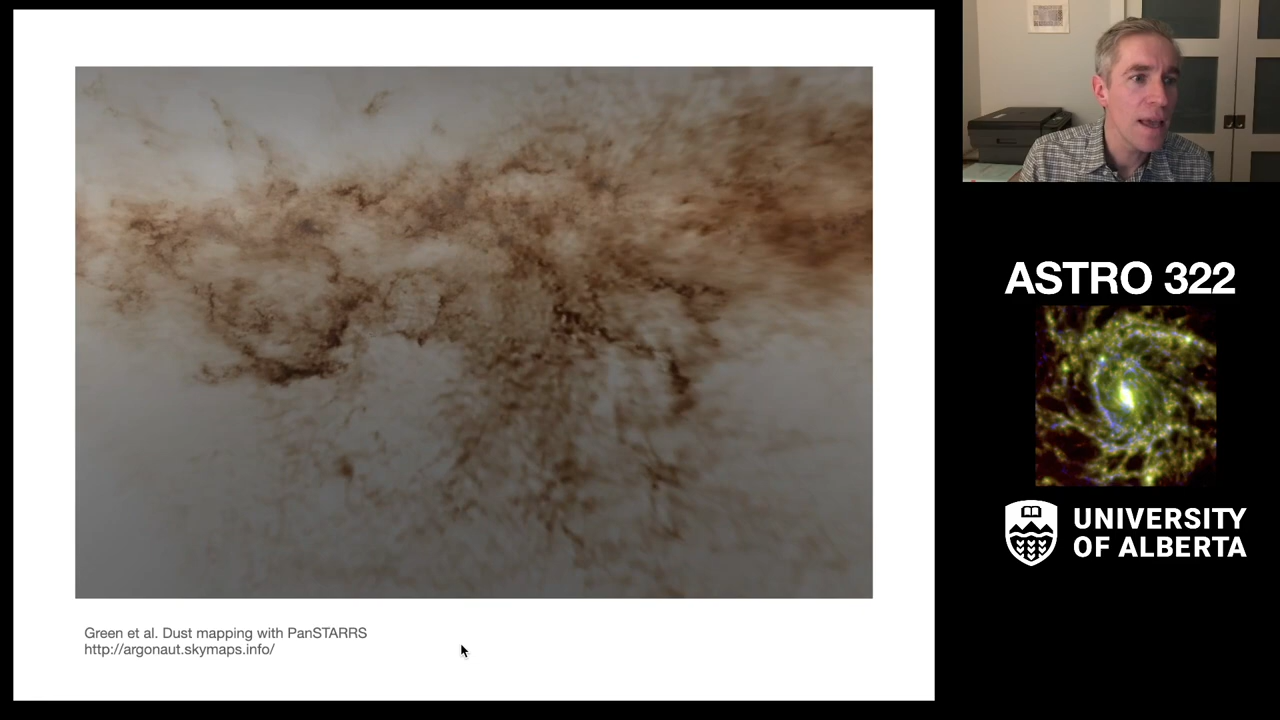 Green et al. Dust mapping with PanSTARRS
http://argonaut.skymaps.info/
ASTRO 322
UNIVERSITY
OF ALBERTA